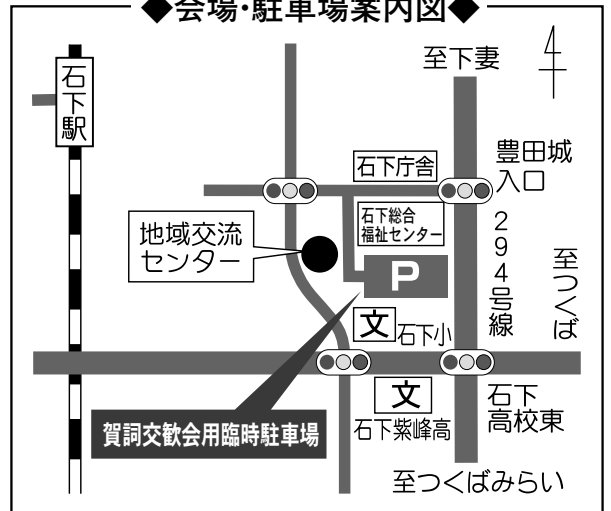 ◆会場・駐車場案内図◆
石下駅
至下妻
豊田城
入口
石下庁舎
石下総合
福祉センター
地域交流
センター
P
294号線
至つくば
文
石下小
文
石下紫峰高
石下
高校東
賀詞交歓会用臨時駐車場
至つくばみらい